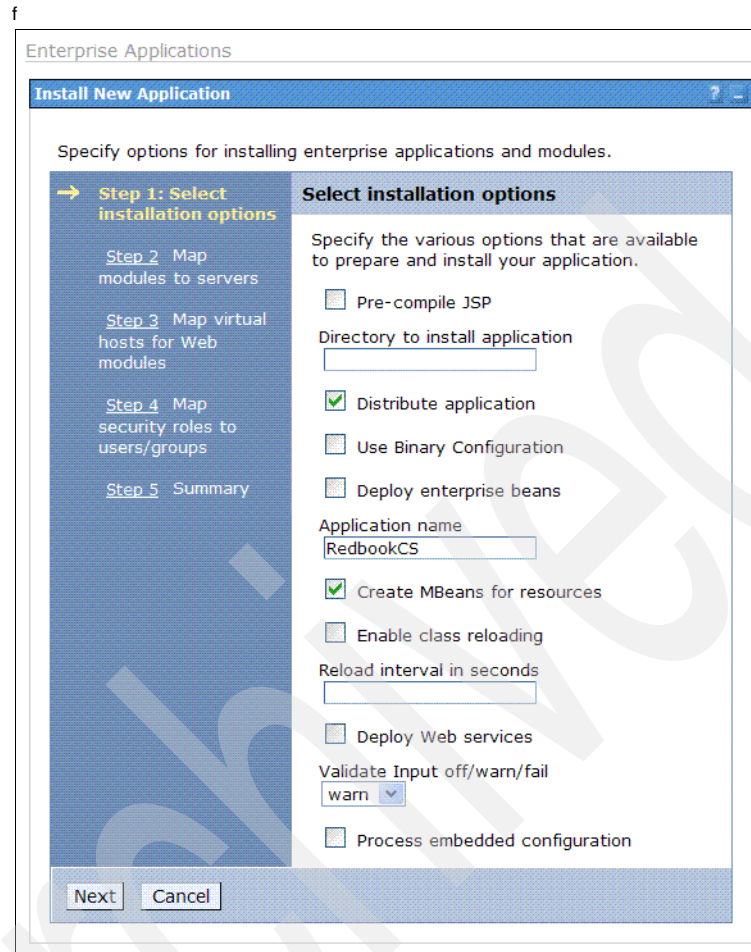 f
Enterprise Applications
Install New Application
? –
Specify options for installing enterprise applications and modules.
→ Step 1: Select
installation options
Step 2 Map
modules to servers
Step 3 Map virtual
hosts for Web
modules
Step 4 Map
security roles to
users/groups
Step 5 Summary
Select installation options
Specify the various options that are available
to prepare and install your application.
Pre-compile JSP
Directory to install application
Distribute application
Use Binary Configuration
Deploy enterprise beans
Application name
RedbookCS
Create MBeans for resources
Enable class reloading
Reload interval in seconds
Deploy Web services
Validate Input off/warn/fail
warn
Process embedded configuration
Next Cancel